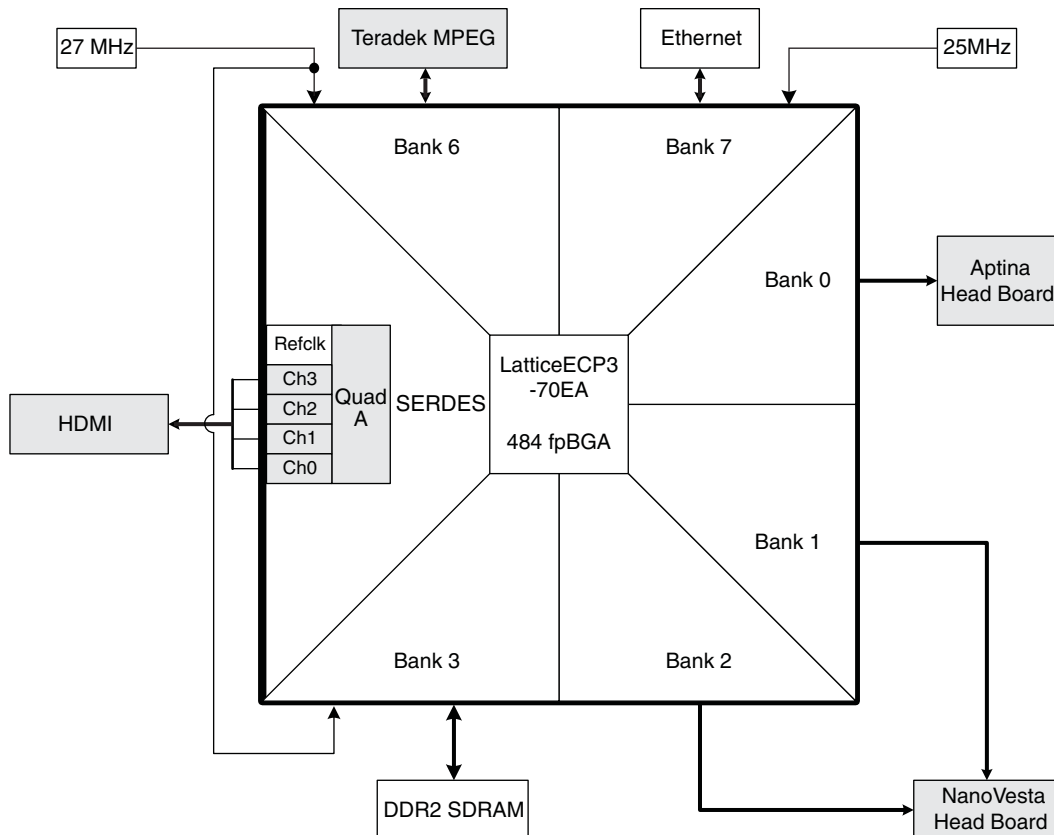 27 MHz
Teradek MPEG
Ethernet
25MHz
Bank 6
Bank 7
Bank 0
Aptina
Head Board
Refclk
Ch3
Ch2
Ch1
Ch0
Quad
A
SERDES
LatticeECP3
-70EA
484 fpBGA
HDMI
Bank 1
Bank 3
Bank 2
DDR2 SDRAM
NanoVesta
Head Board